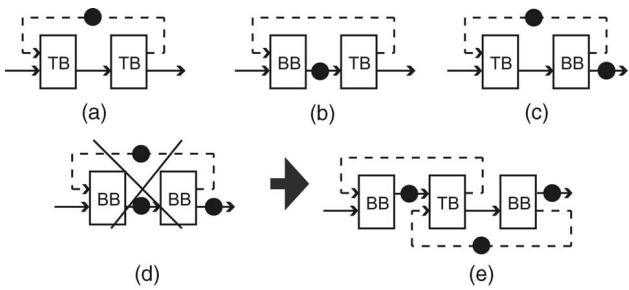 TB TB
BB TB
TB BB
(a) (b) (c)
BB BB
BB TB BB
(d) (e)